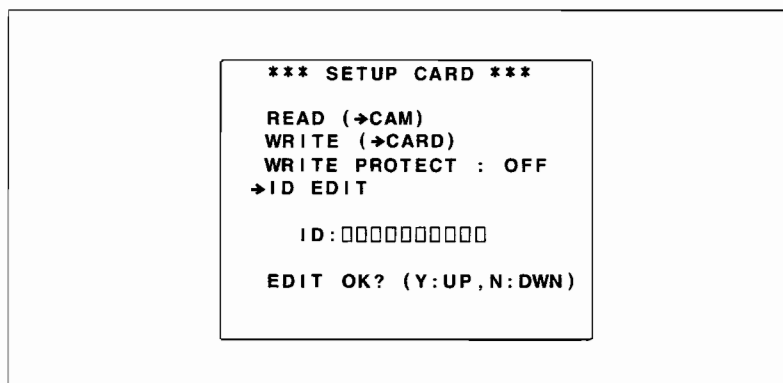 *** SETUP CARD ***
READ (→CAM)
WRITE (→CARD)
WRITE PROTECT : OFF
→ID EDIT
ID:▯▯▯▯▯▯▯▯▯▯
EDIT OK? (Y:UP,N:DWN)